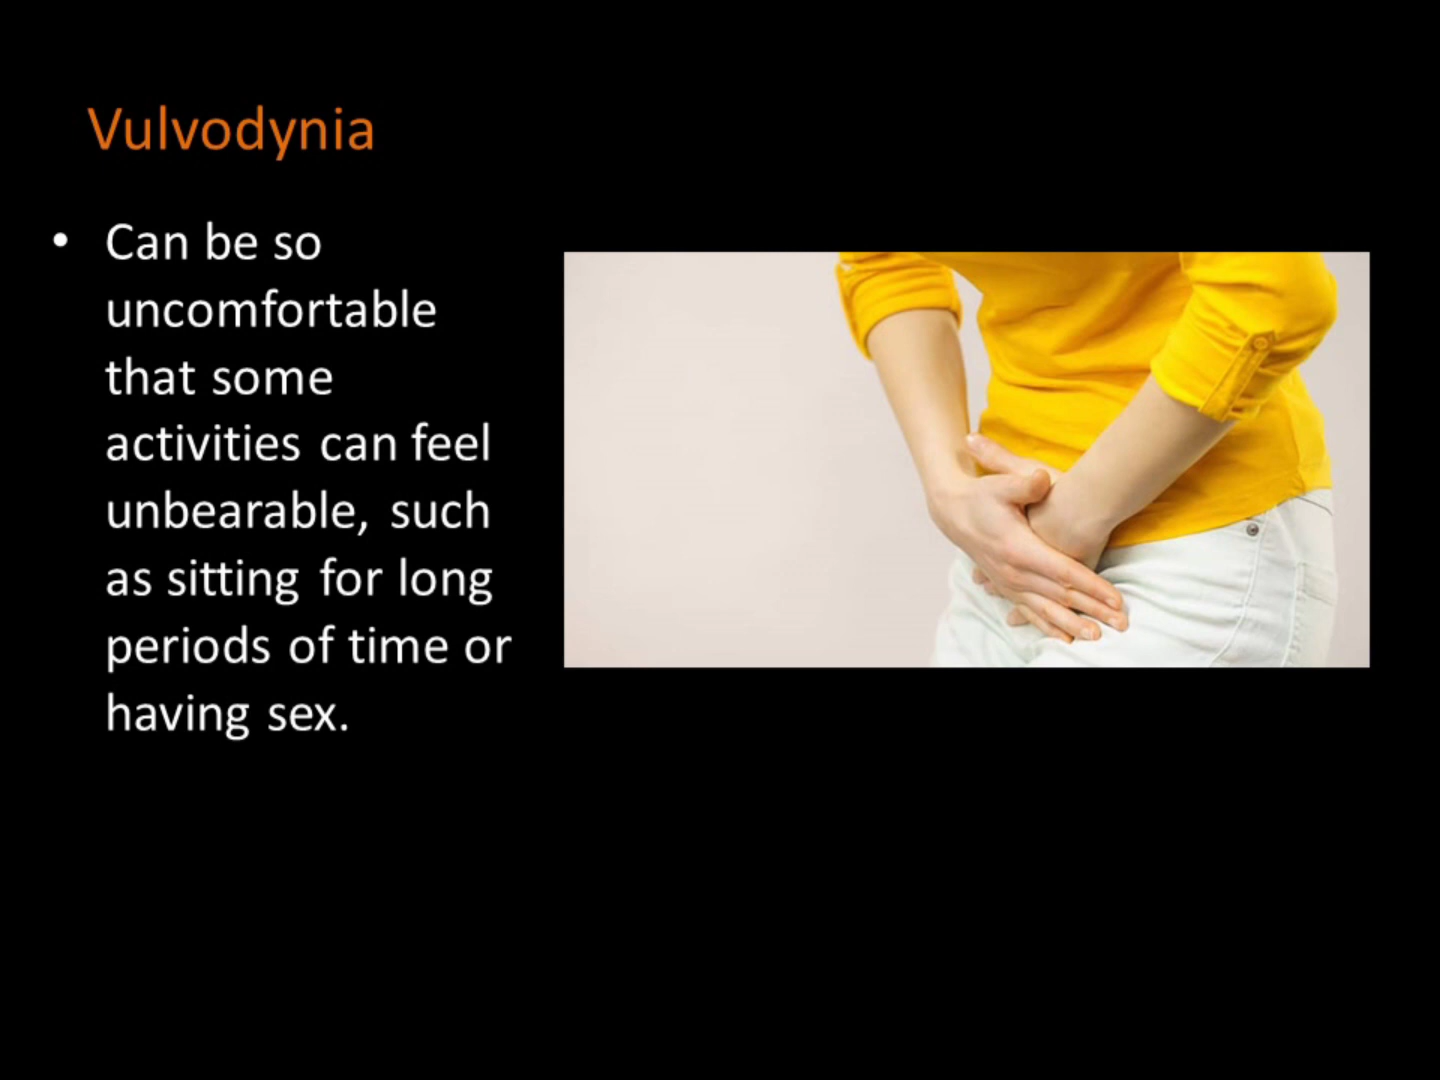 Vulvodynia
• Can be so
uncomfortable
that some
activities can feel
unbearable, such
as sitting for long
periods of time or
having sex.